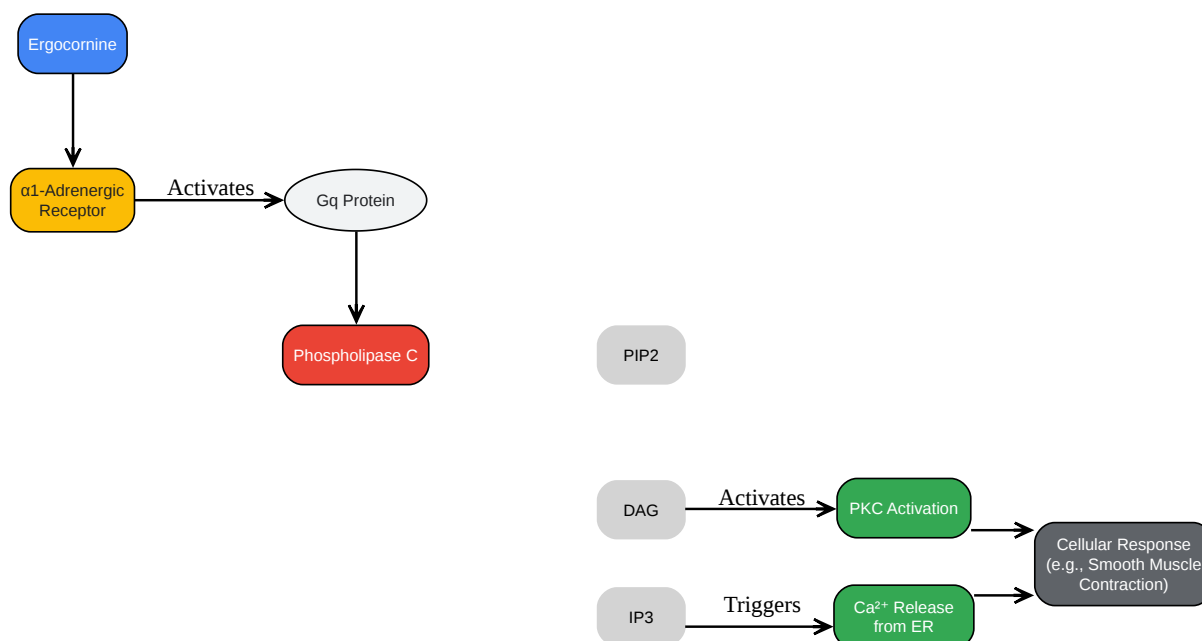 Ergocornine
α1-Adrenergic
Receptor
Activates
Gq Protein
Phospholipase C
PIP2
DAG
Activates
PKC Activation
Cellular Response
(e.g., Smooth Muscle
Contraction)
IP3
Triggers
Ca²⁺ Release
from ER